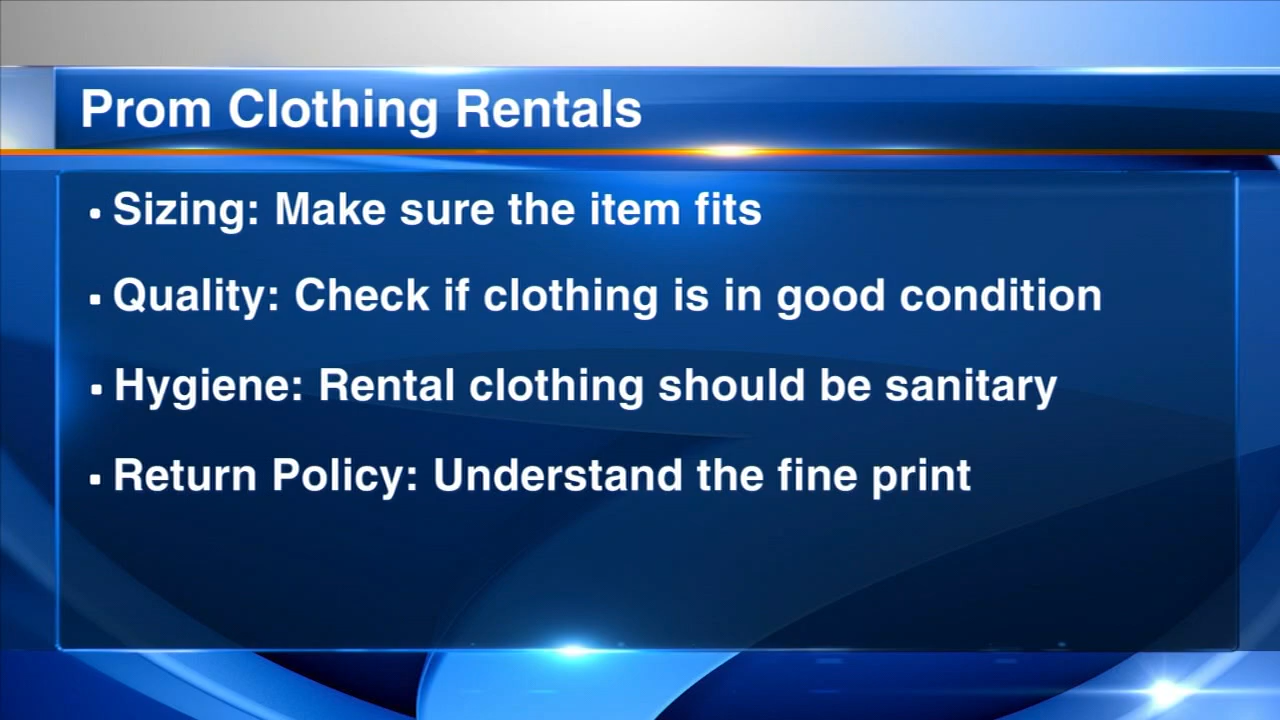 Prom Clothing Rentals
▪ Sizing: Make sure the item fits
▪ Quality: Check if clothing is in good condition
▪ Hygiene: Rental clothing should be sanitary
▪ Return Policy: Understand the fine print